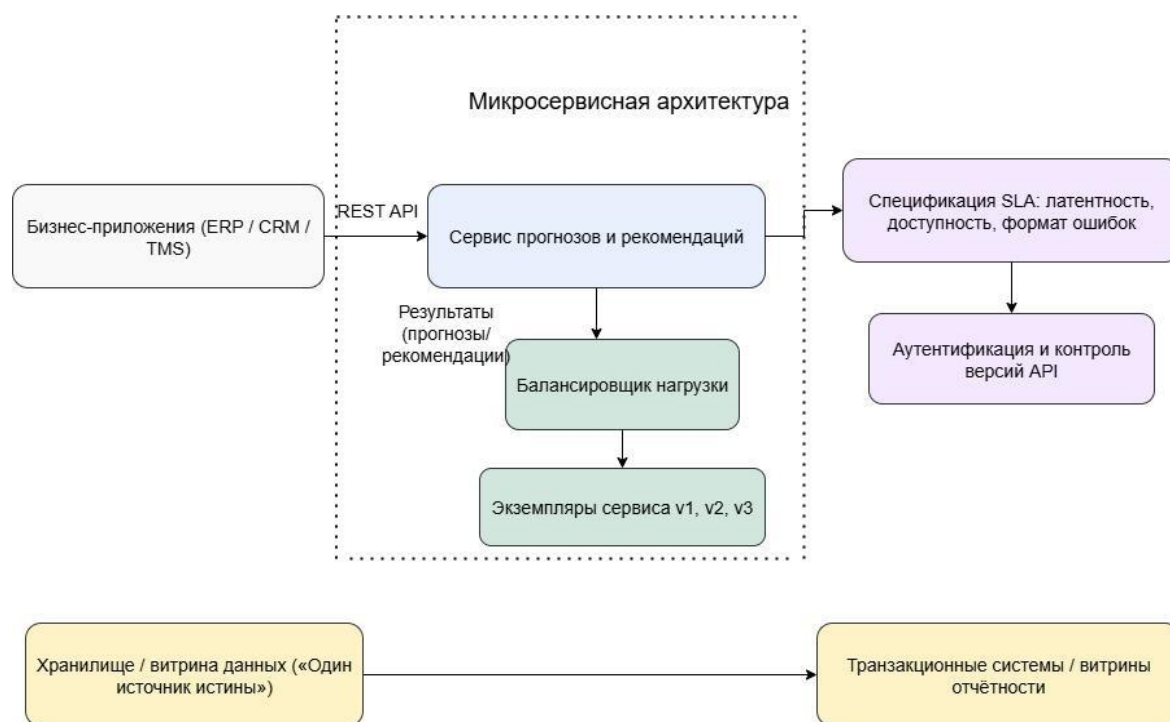 Микросервисная архитектура
Бизнес-приложения (ERP / CRM /
TMS)
REST API
Сервис прогнозов и рекомендаций
Спецификация SLA: латентность,
доступность, формат ошибок
Результаты
(прогнозы/
рекомендации)
Балансировщик нагрузки
Аутентификация и контроль
версий API
Экземпляры сервиса v1, v2, v3
Хранилище / витрина данных («Один
источник истины»)
Транзакционные системы / витрины
отчётности